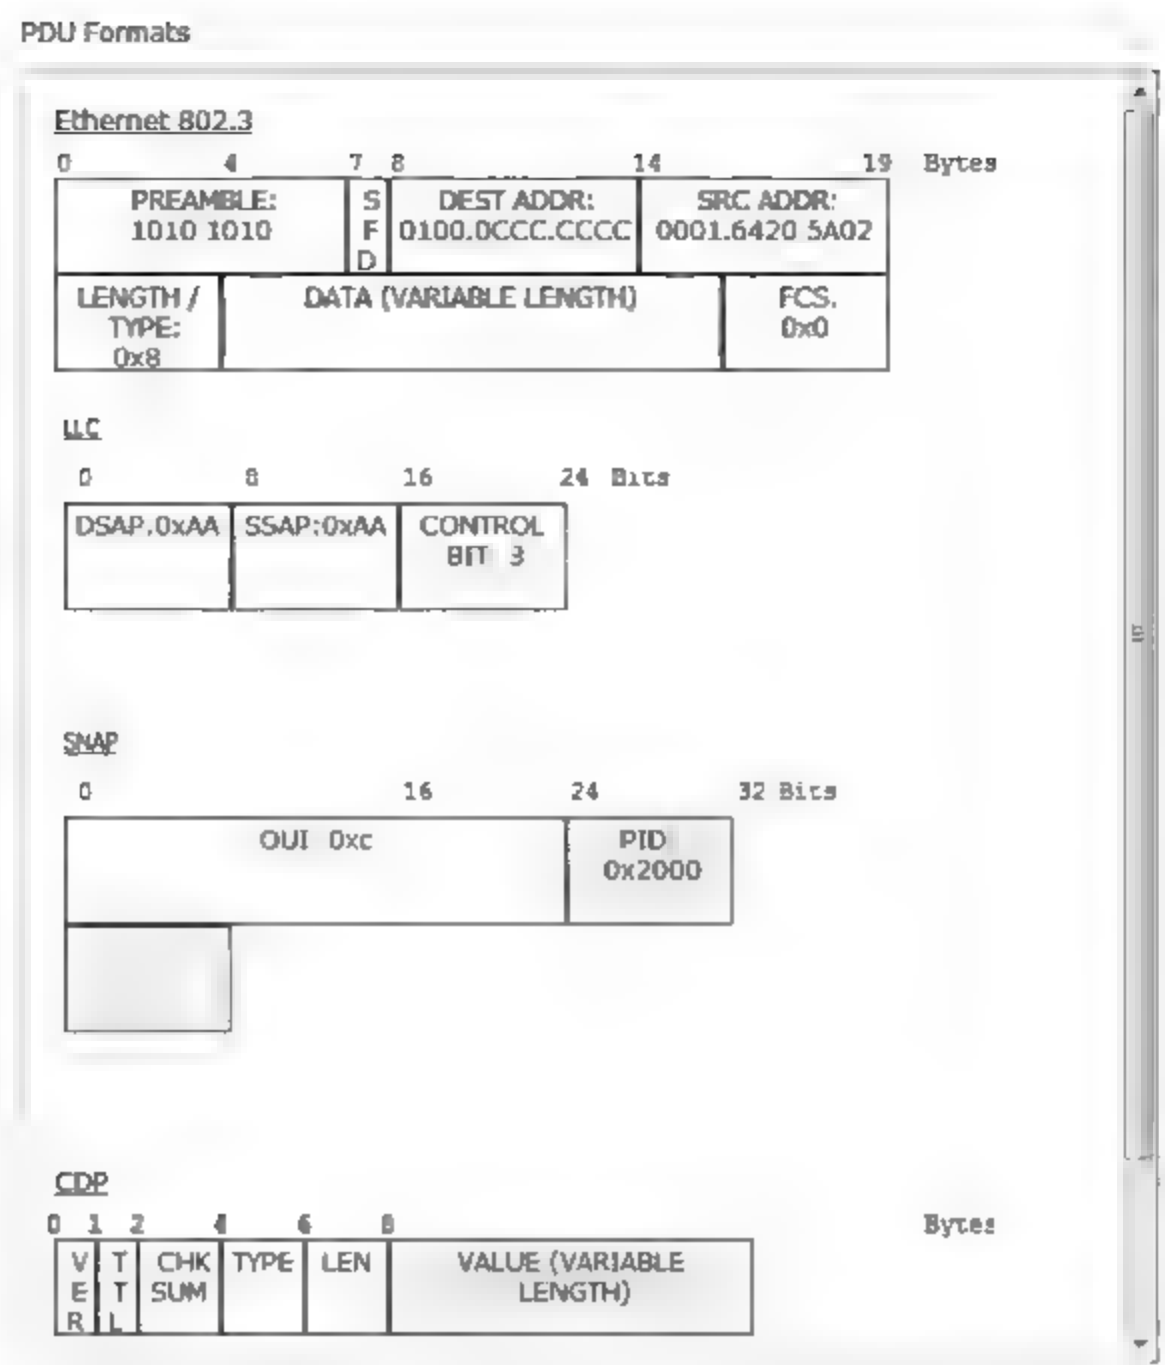 PDU Formats
Ethernet 802.3
0 4 7 8 14 19 Bytes
PREAMBLE:
1010 1010
S
F
D
DEST ADDR:
0100.0CCC.CCCC
SRC ADDR:
0001.6420 5A02
LENGTH /
TYPE:
0x8
DATA (VARIABLE LENGTH)
FCS.
0x0
LLC
0 8 16 24 Bits
DSAP.0xAA
SSAP:0xAA
CONTROL
BIT 3
SNAP
0 16 24 32 Bits
OUI 0xc
PID
0x2000
CDP
0 1 2 4 6 8 Bytes
V
E
R
T
T
L
CHK
SUM
TYPE
LEN
VALUE (VARIABLE
LENGTH)